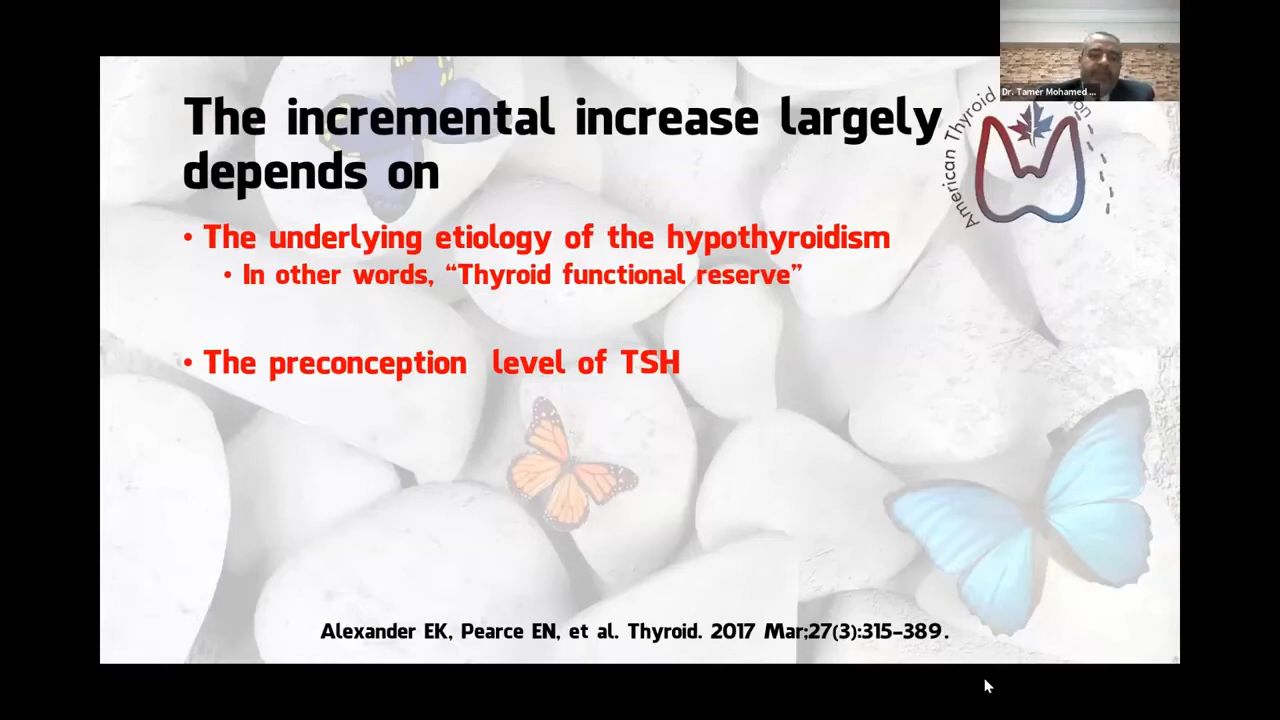 Dr. Tamer Mohamed ...
American Thyroid
The incremental increase largely
depends on
• The underlying etiology of the hypothyroidism
• In other words, “Thyroid functional reserve”
• The preconception level of TSH
Alexander EK, Pearce EN, et al. Thyroid. 2017 Mar;27(3):315-389.